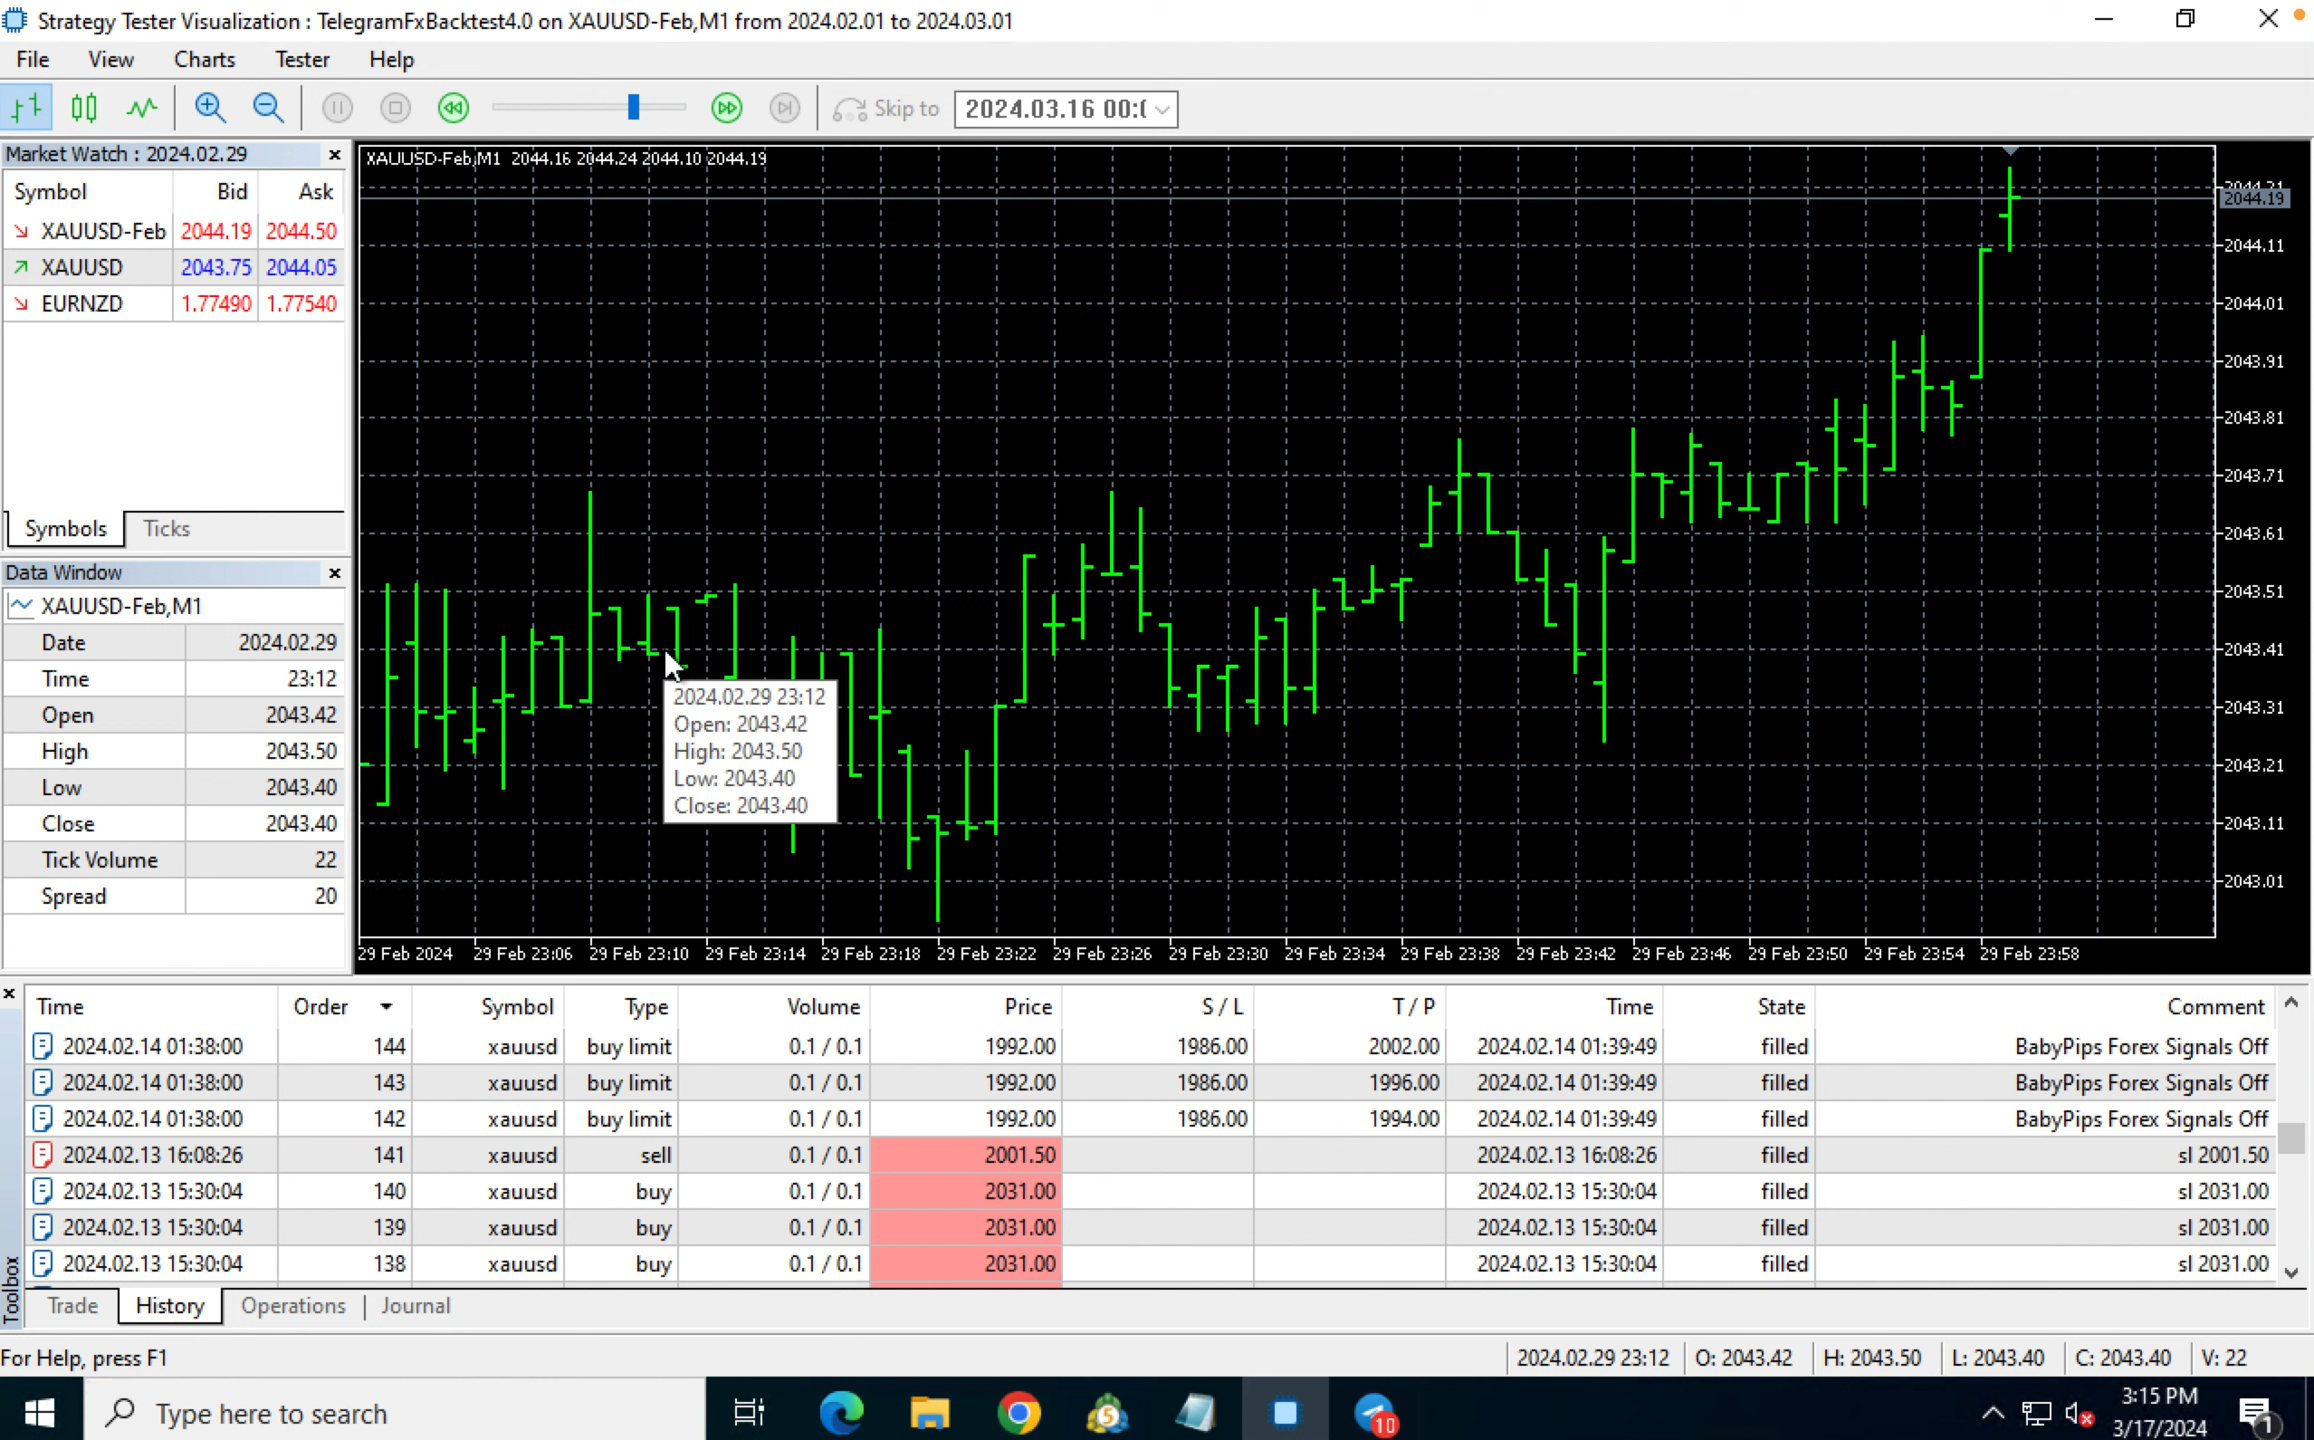 Strategy Tester Visualization : TelegramFxBacktest4.0 on XAUUSD-Feb,M1 from 2024.02.01 to 2024.03.01
File View Charts Tester Help
Skip to 2024.03.16 00:(
Market Watch : 2024.02.29
Symbol Bid Ask
XAUUSD-Feb 2044.19 2044.50
XAUUSD 2043.75 2044.05
EURNZD 1.77490 1.77540
Symbols Ticks
Data Window
XAUUSD-Feb,M1
Date 2024.02.29
Time 23:12
Open 2043.42
High 2043.50
Low 2043.40
Close 2043.40
Tick Volume 22
Spread 20
XAUUSD-Feb,M1 2044.16 2044.24 2044.10 2044.19
2044.21
2044.19
2044.11
2044.01
2043.91
2043.81
2043.71
2043.61
2043.51
2043.41
2043.31
2043.21
2043.11
2043.01
2024.02.29 23:12
Open: 2043.42
High: 2043.50
Low: 2043.40
Close: 2043.40
29 Feb 2024 29 Feb 23:06 29 Feb 23:10 29 Feb 23:14 29 Feb 23:18 29 Feb 23:22 29 Feb 23:26 29 Feb 23:30 29 Feb 23:34 29 Feb 23:38 29 Feb 23:42 29 Feb 23:46 29 Feb 23:50 29 Feb 23:54 29 Feb 23:58
Time Order Symbol Type Volume Price S / L T / P Time State Comment
2024.02.14 01:38:00 144 xauusd buy limit 0.1 / 0.1 1992.00 1986.00 2002.00 2024.02.14 01:39:49 filled BabyPips Forex Signals Off
2024.02.14 01:38:00 143 xauusd buy limit 0.1 / 0.1 1992.00 1986.00 1996.00 2024.02.14 01:39:49 filled BabyPips Forex Signals Off
2024.02.14 01:38:00 142 xauusd buy limit 0.1 / 0.1 1992.00 1986.00 1994.00 2024.02.14 01:39:49 filled BabyPips Forex Signals Off
2024.02.13 16:08:26 141 xauusd sell 0.1 / 0.1 2001.50 2024.02.13 16:08:26 filled sl 2001.50
2024.02.13 15:30:04 140 xauusd buy 0.1 / 0.1 2031.00 2024.02.13 15:30:04 filled sl 2031.00
2024.02.13 15:30:04 139 xauusd buy 0.1 / 0.1 2031.00 2024.02.13 15:30:04 filled sl 2031.00
2024.02.13 15:30:04 138 xauusd buy 0.1 / 0.1 2031.00 2024.02.13 15:30:04 filled sl 2031.00
Toolbox
Trade History Operations Journal
For Help, press F1 2024.02.29 23:12 O: 2043.42 H: 2043.50 L: 2043.40 C: 2043.40 V: 22
Type here to search
5
10
3:15 PM
3/17/2024
1